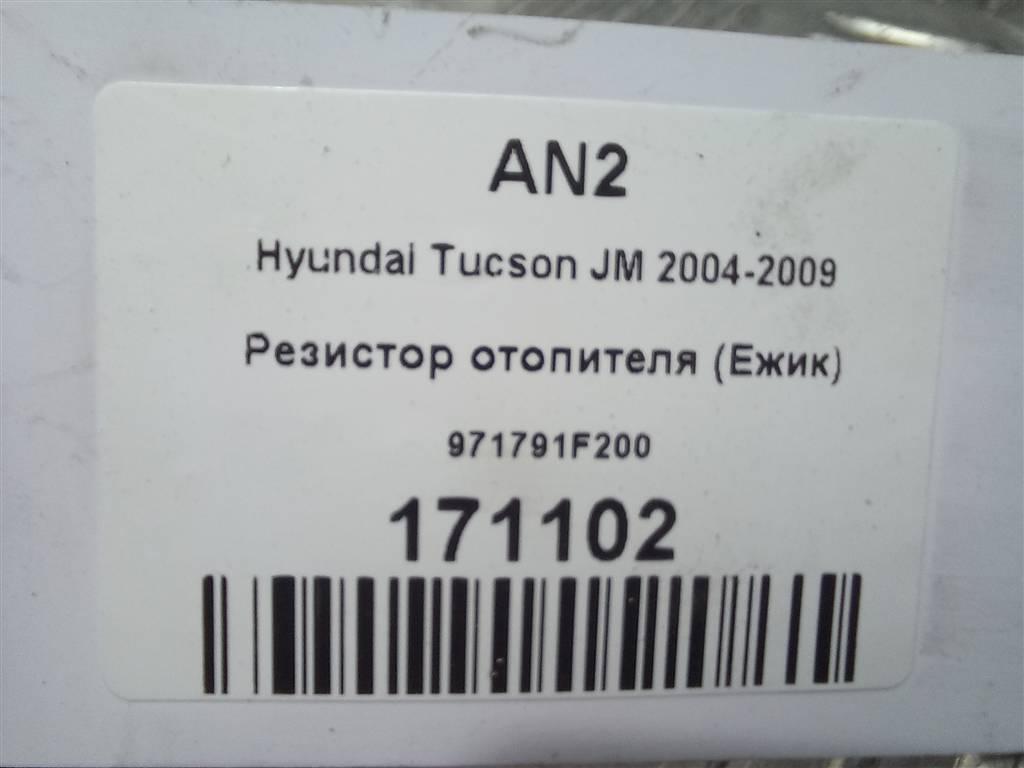 AN2
Hyundai Tucson JM 2004-2009
Резистор отопителя (Ежик)
971791F200
171102